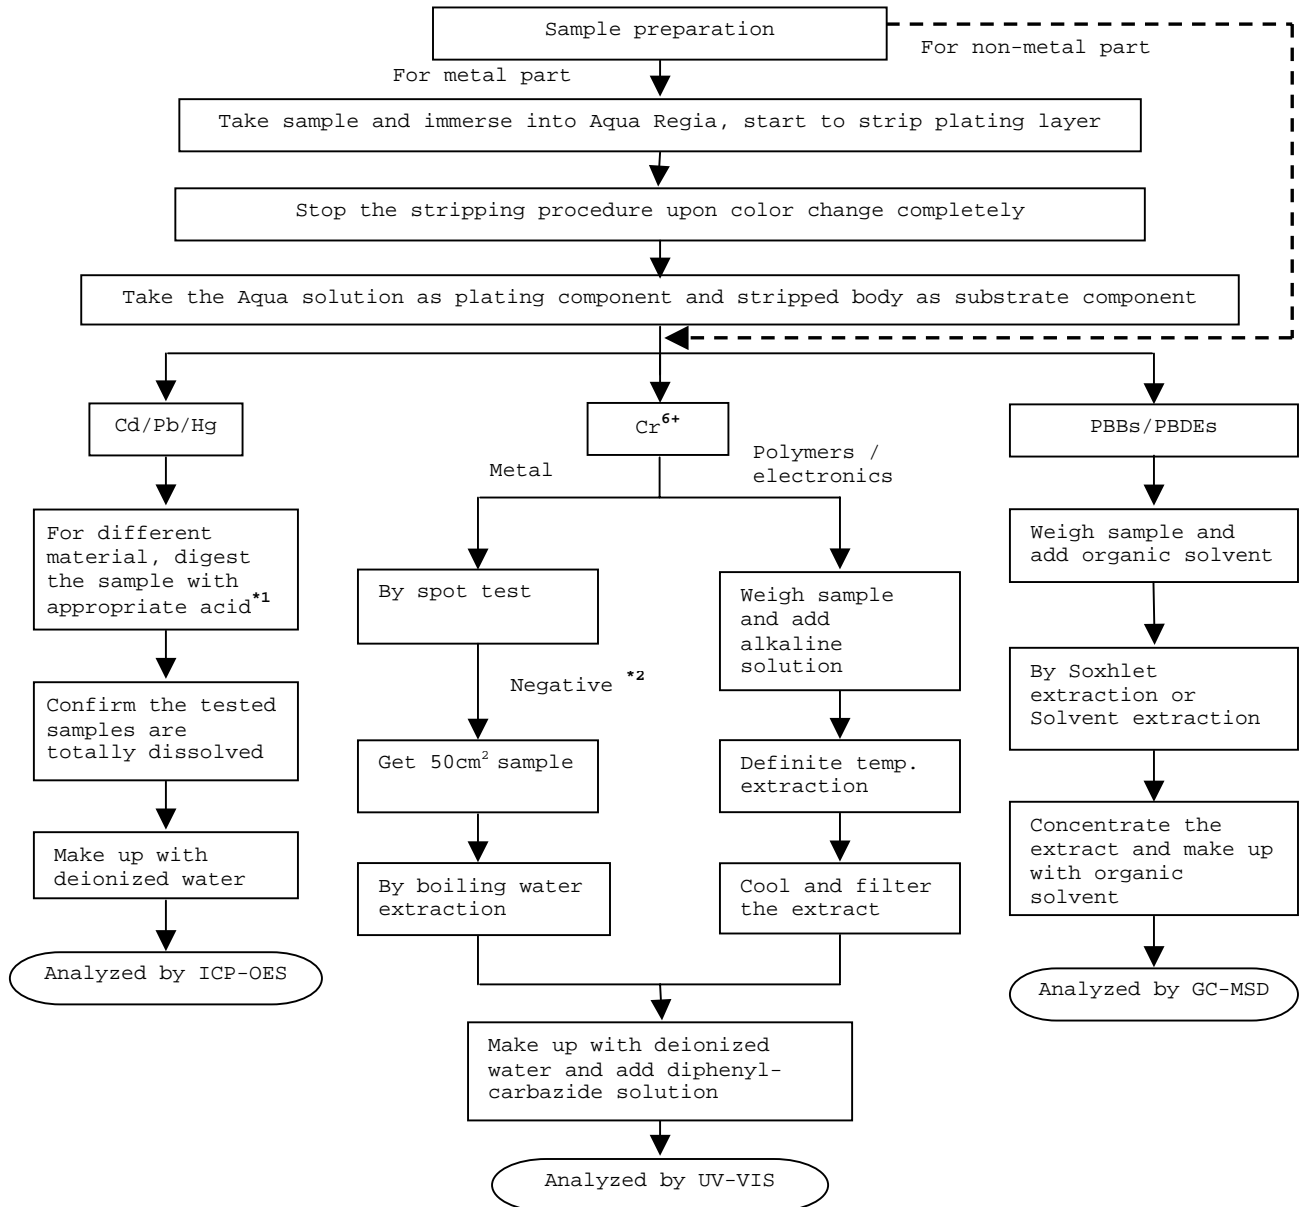 Sample preparation
For non-metal part
For metal part
Take sample and immerse into Aqua Regia, start to strip plating layer
Stop the stripping procedure upon color change completely
Take the Aqua solution as plating component and stripped body as substrate component
Cd/Pb/Hg
Cr6+
PBBs/PBDEs
Metal
Polymers /
electronics
For different
material, digest
the sample with
appropriate acid*1
Confirm the tested
samples are
totally dissolved
Make up with
deionized water
Analyzed by ICP-OES
By spot test
Negative *2
Get 50cm2 sample
By boiling water
extraction
Weigh sample
and add
alkaline
solution
Definite temp.
extraction
Cool and filter
the extract
Make up with deionized
water and add diphenyl-
carbazide solution
Analyzed by UV-VIS
Weigh sample and
add organic solvent
By Soxhlet
extraction or
Solvent extraction
Concentrate the
extract and make up
with organic
solvent
Analyzed by GC-MSD